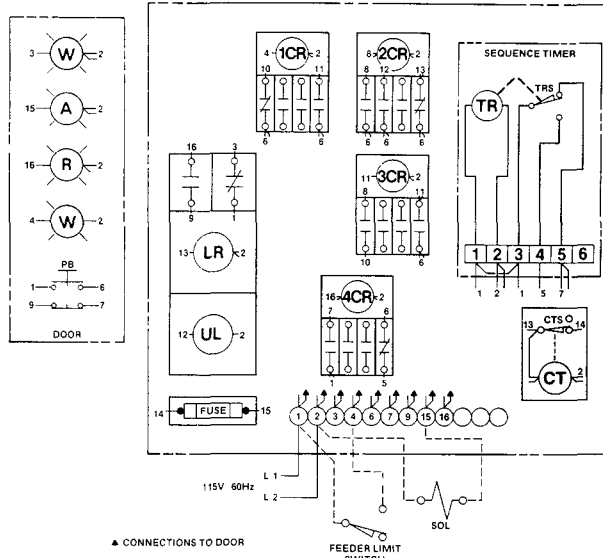 3 W 2
15 A 2
16 R 2
4 W 2
PB
1 6
9 7
DOOR
4 1CR 2
10 11
6 6
8 2CR 2
8 12 13
6 6 6
SEQUENCE TIMER
TR TRS
1 2 3 4 5 6
1 2 1 5 7
16 3
9 1
13 LR 2
12 UL 2
11 3CR 2
8 11
10 6
16 4CR 2
7 6
1 5
CTS
13 14
CT 2
14 FUSE 15
1 2 3 4 6 7 9 15 16
L 1
115V 60Hz
L 2
SOL
▲ CONNECTIONS TO DOOR
FEEDER LIMIT
SWITCH